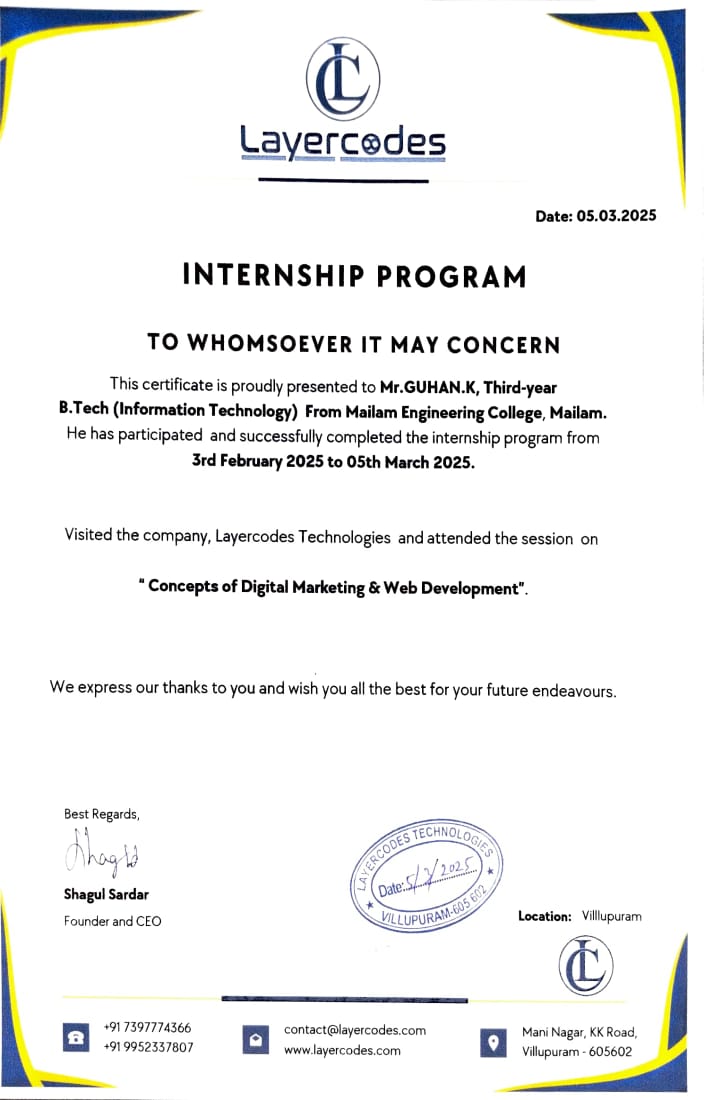 LC
Layercodes
Date: 05.03.2025
INTERNSHIP PROGRAM
TO WHOMSOEVER IT MAY CONCERN
This certificate is proudly presented to Mr.GUHAN.K, Third-year
B.Tech (Information Technology) From Mailam Engineering College, Mailam.
He has participated and successfully completed the internship program from
3rd February 2025 to 05th March 2025.
Visited the company, Layercodes Technologies and attended the session on
" Concepts of Digital Marketing & Web Development".
We express our thanks to you and wish you all the best for your future endeavours.
Best Regards,
Shagul Sardar
Founder and CEO
LAYERCODES TECHNOLOGIES
Date: 5/3/2025
★ VILLUPURAM-605 602 ★
Location: Villlupuram
LC
+91 7397774366
+91 9952337807
contact@layercodes.com
www.layercodes.com
Mani Nagar, KK Road,
Villupuram - 605602